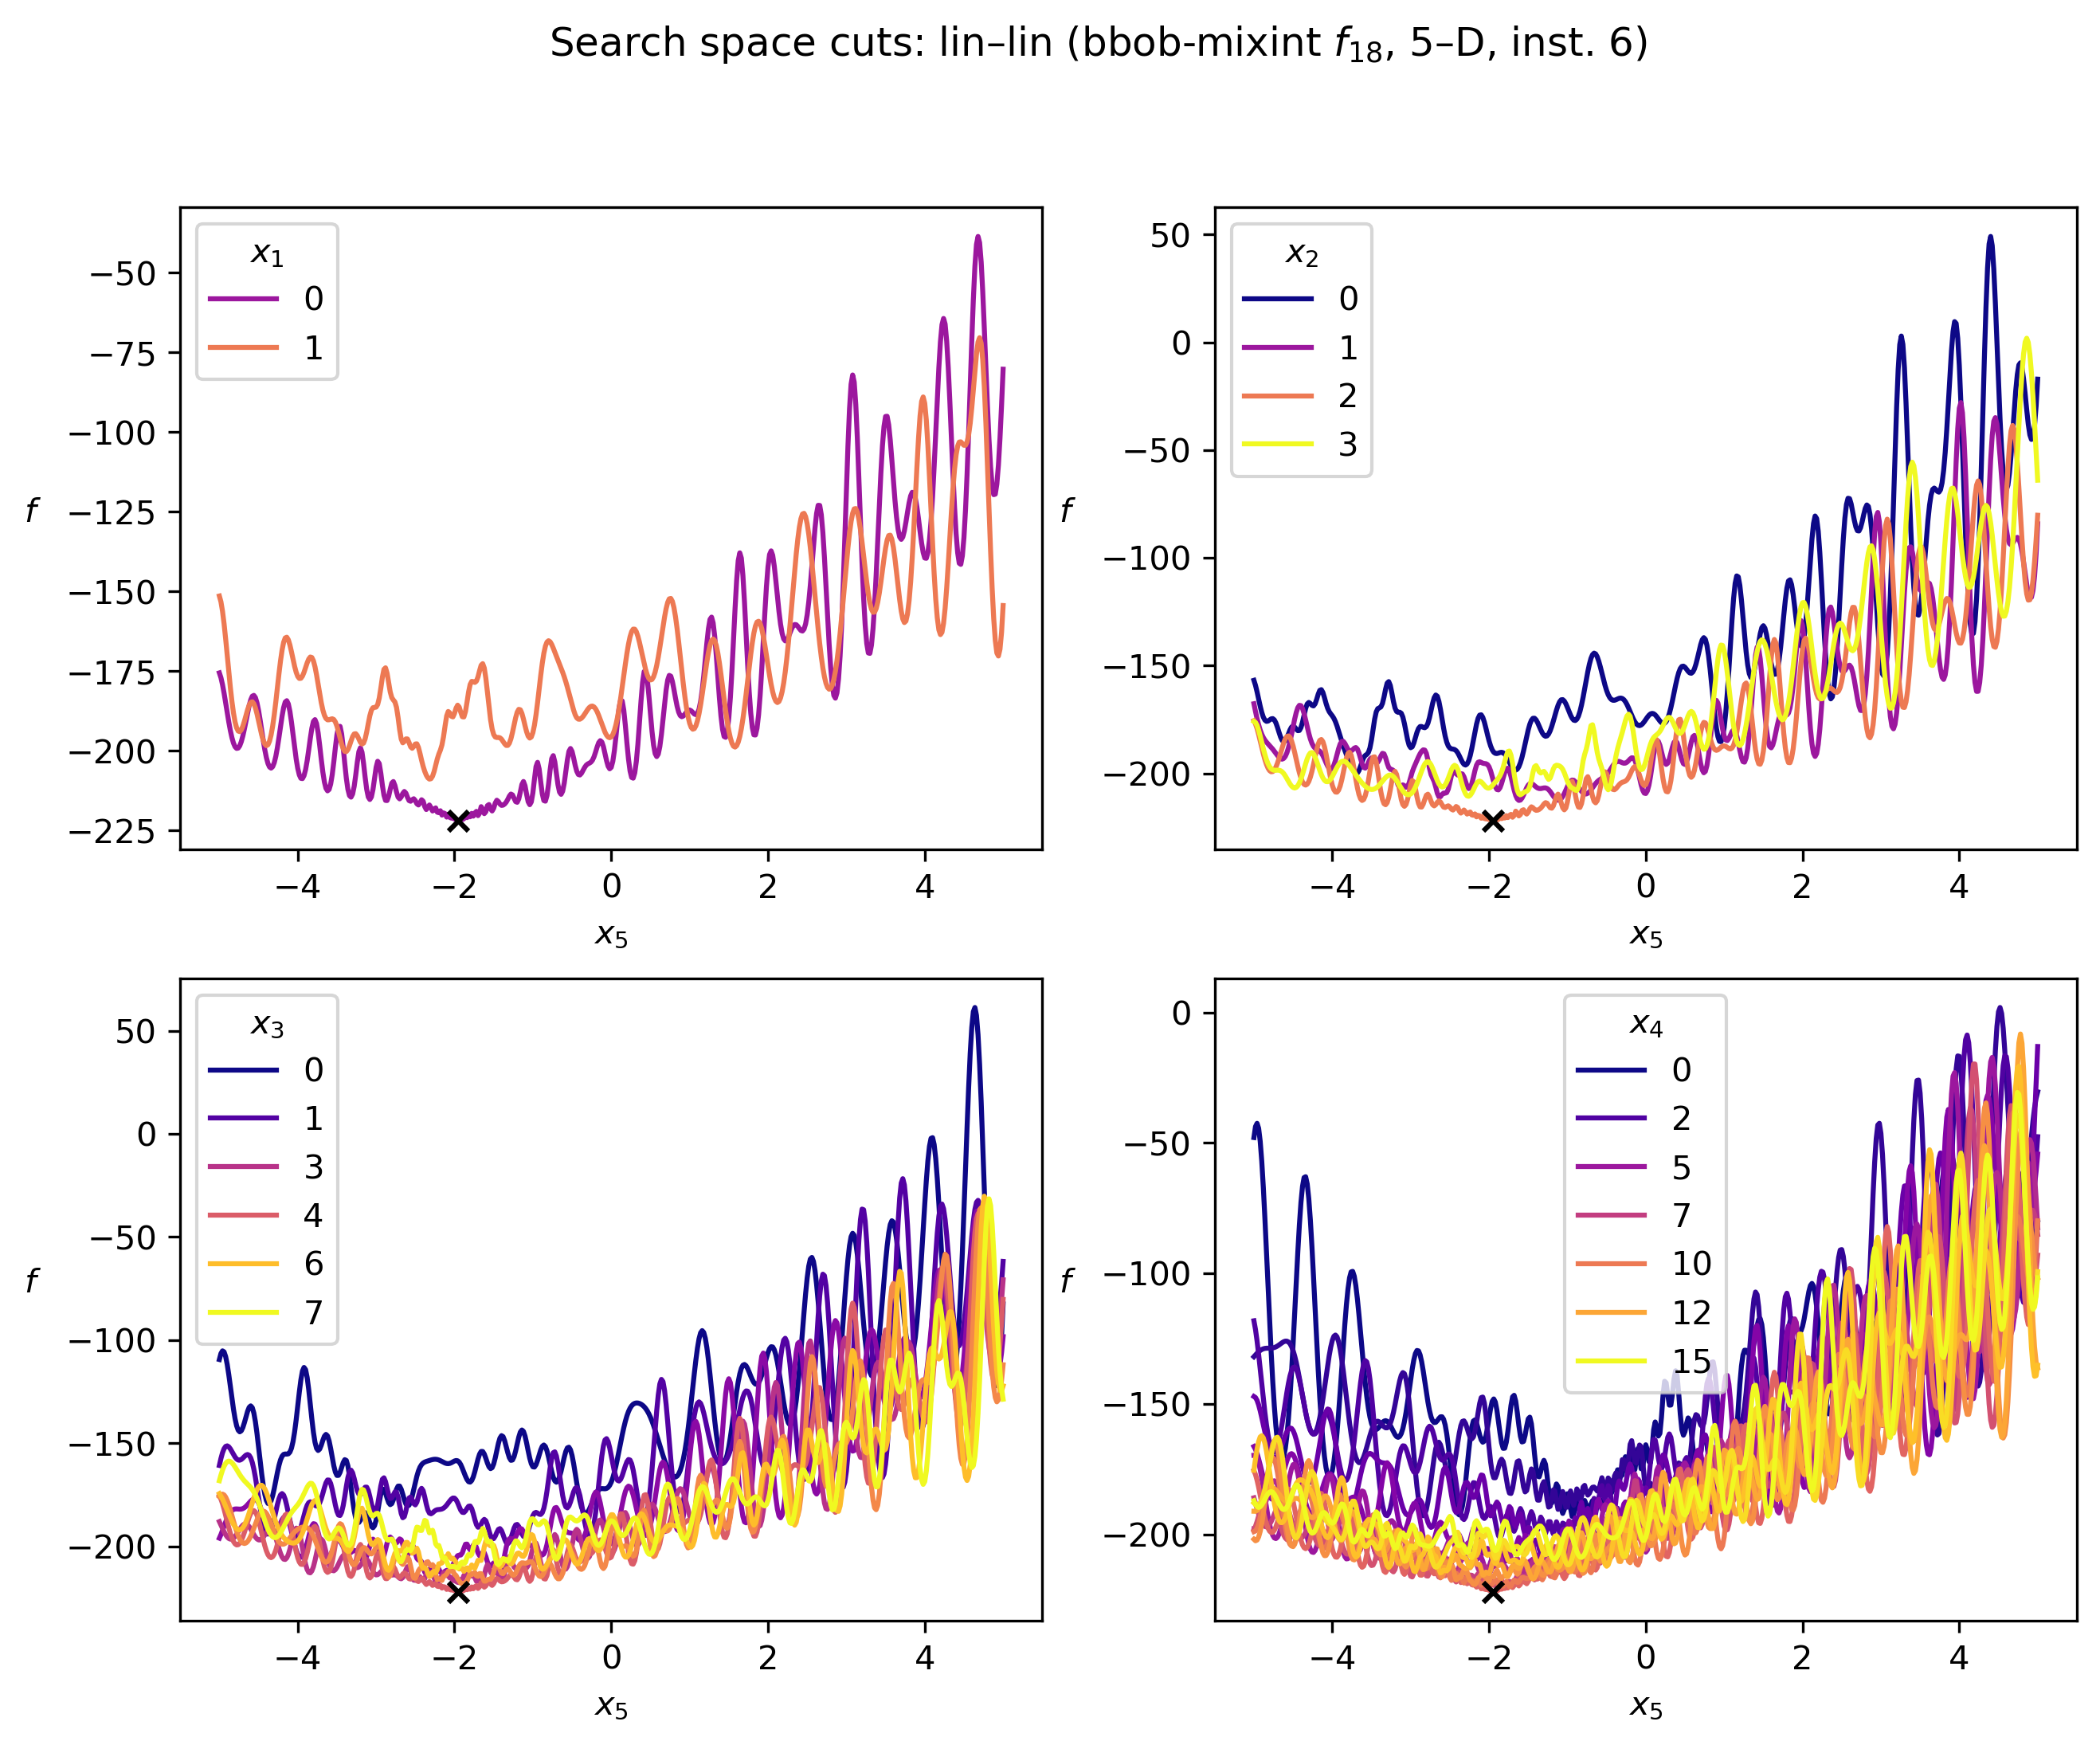 Search space cuts: lin–lin (bbob-mixint f₁₈, 5–D, inst. 6)
x₁
0
1
−50
−75
−100
−125
−150
−175
−200
−225
f
−4 −2 0 2 4
x₅
x₂
0
1
2
3
50
0
−50
−100
−150
−200
f
−4 −2 0 2 4
x₅
x₃
0
1
3
4
6
7
50
0
−50
−100
−150
−200
f
−4 −2 0 2 4
x₅
x₄
0
2
5
7
10
12
15
0
−50
−100
−150
−200
f
−4 −2 0 2 4
x₅